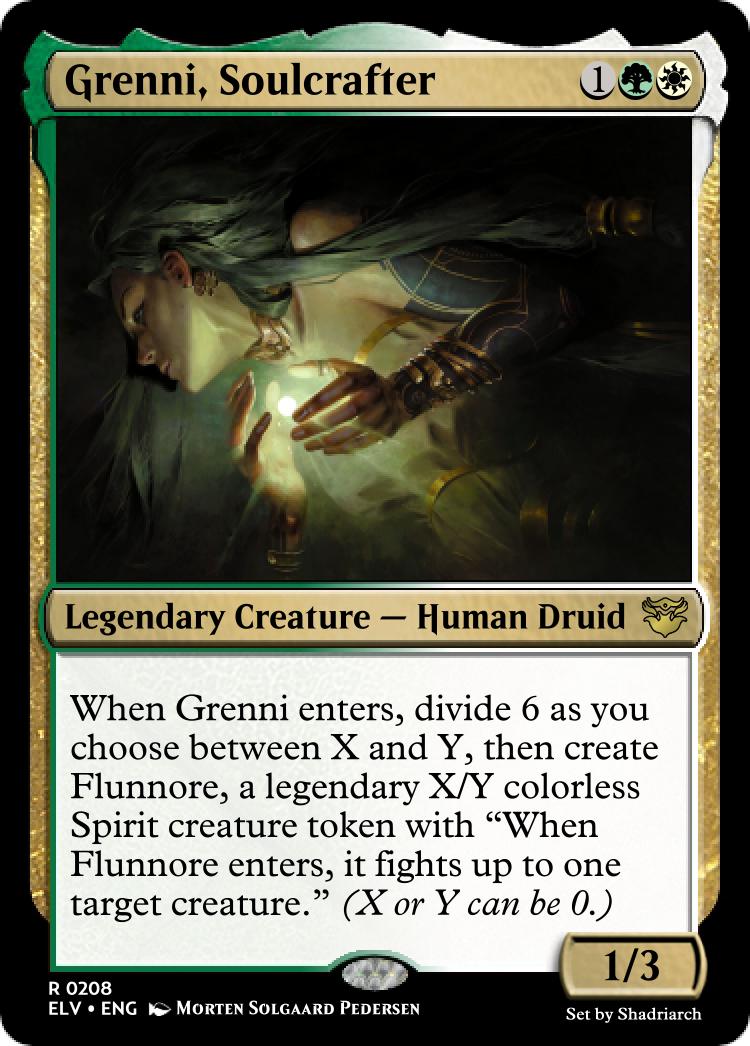 Grenni, Soulcrafter 1
Legendary Creature — Human Druid
When Grenni enters, divide 6 as you
choose between X and Y, then create
Flunnore, a legendary X/Y colorless
Spirit creature token with “When
Flunnore enters, it fights up to one
target creature.” (X or Y can be 0.)
1/3
R 0208
ELV • ENG Morten Solgaard Pedersen
Set by Shadriarch